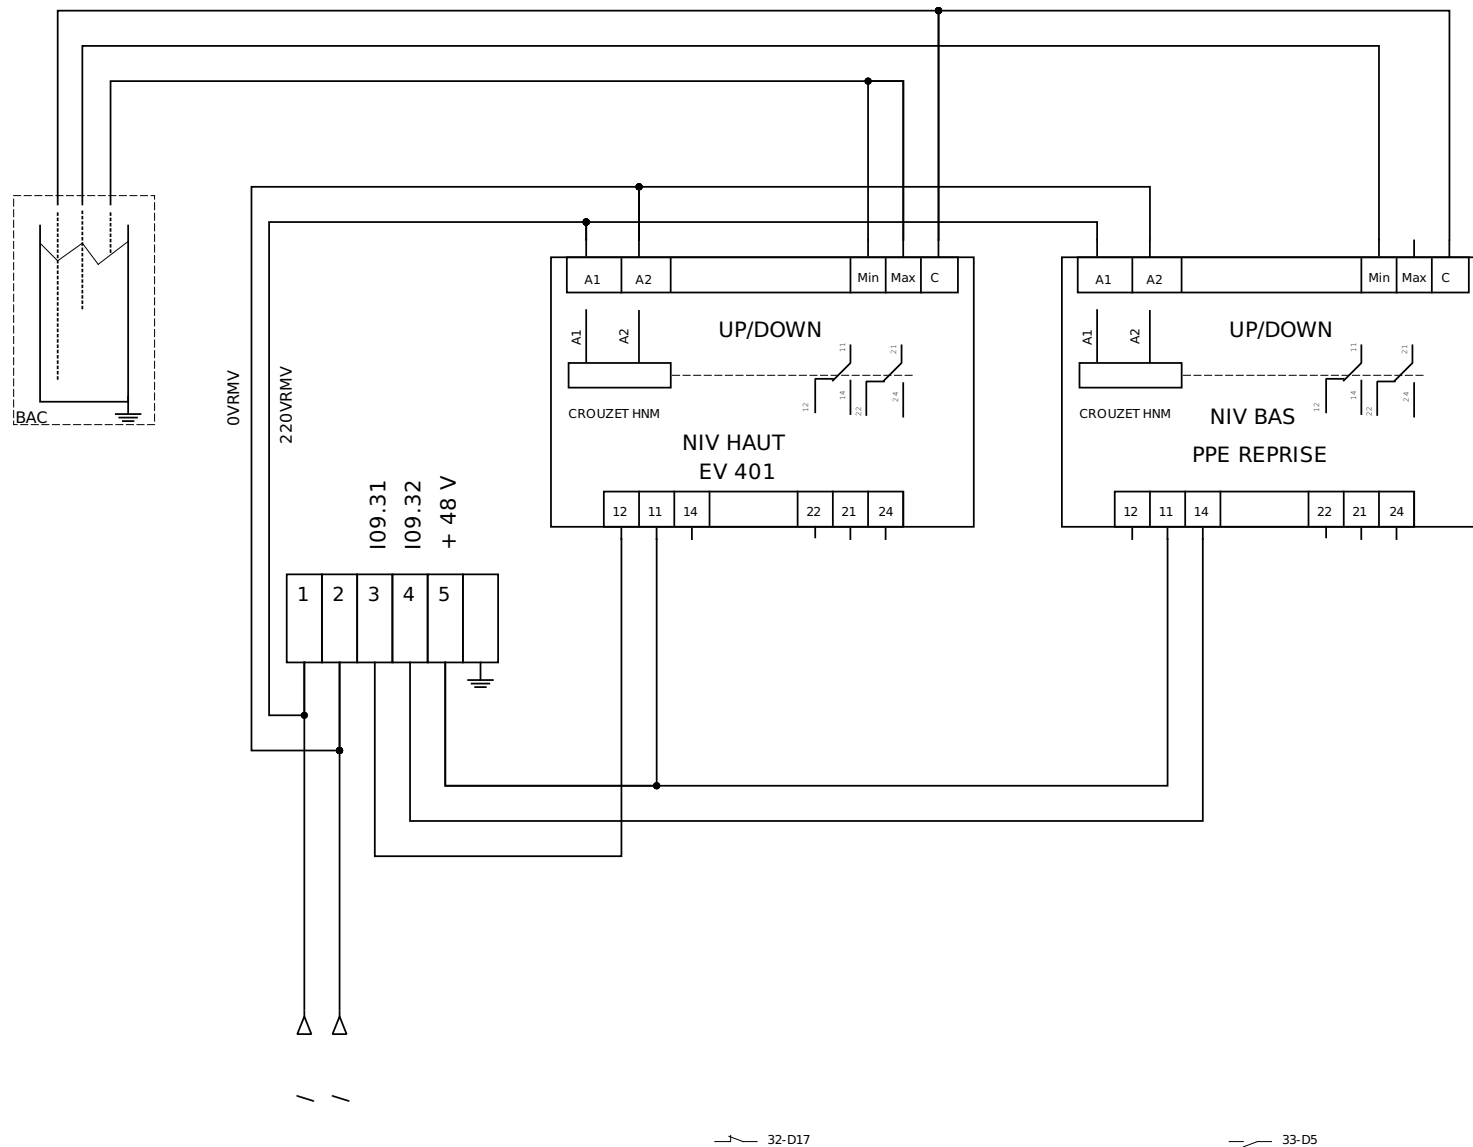 A1 A2 Min Max C
A1 A2 Min Max C
UP/DOWN
UP/DOWN
A1
A2
11
21
12
14
22
24
A1
A2
11
21
12
14
22
24
CROUZET HNM
CROUZET HNM
NIV HAUT
EV 401
NIV BAS
PPE REPRISE
BAC
0VRMV
220VRMV
12 11 14 22 21 24
12 11 14 22 21 24
I09.31
I09.32
+ 48 V
1 2 3 4 5
32-D17
33-D5